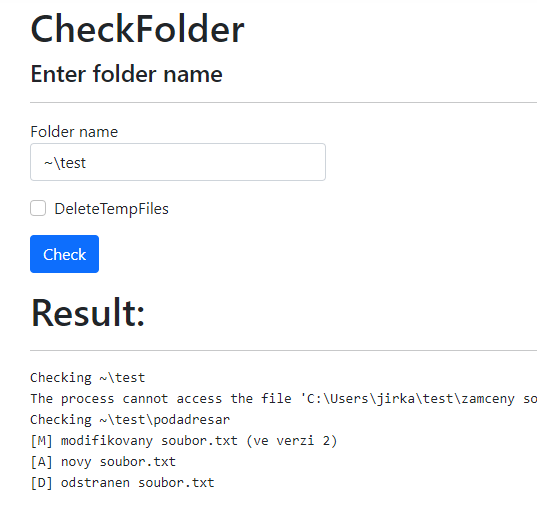 CheckFolder
Enter folder name
Folder name
~\test
DeleteTempFiles
Check
Result:
Checking ~\test
The process cannot access the file 'C:\Users\jirka\test\zamceny so
Checking ~\test\podadresar
[M] modifikovany soubor.txt (ve verzi 2)
[A] novy soubor.txt
[D] odstranen soubor.txt